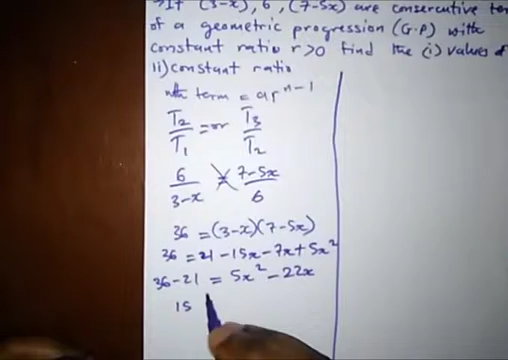 If (3-x), 6, (7-5x) are consecutive ter
of a geometric progression (G.P) with
constant ratio r>0 find the (i) values of
ii) constant ratio
nth term = ar^n-1
T2/T1 = or T3/T2
6/3-x = 7-5x/6
36 = (3-x)(7-5x)
36 = 21 - 15x - 7x + 5x²
36-21 = 5x² - 22x
15